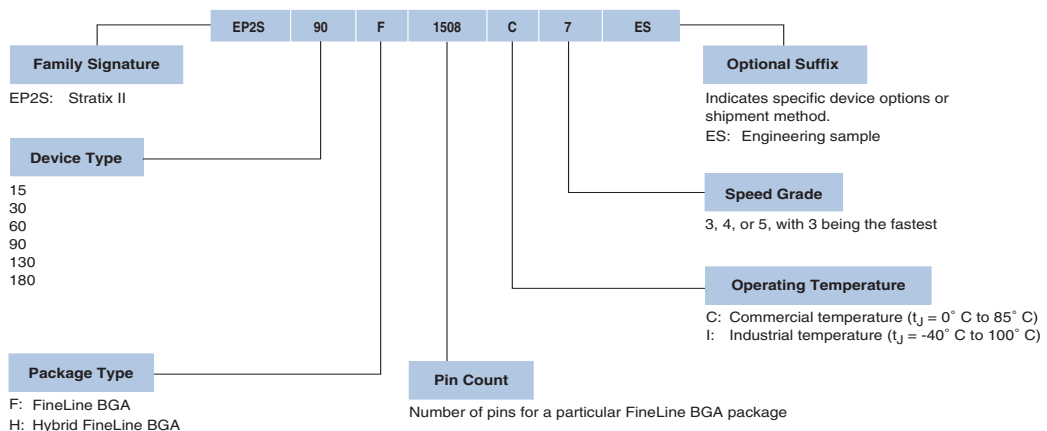 EP2S 90 F 1508 C 7 ES
Family Signature
EP2S: Stratix II
Optional Suffix
Indicates specific device options or
shipment method.
ES: Engineering sample
Device Type
15
30
60
90
130
180
Speed Grade
3, 4, or 5, with 3 being the fastest
Operating Temperature
C: Commercial temperature (tJ = 0˚ C to 85˚ C)
I: Industrial temperature (tJ = -40˚ C to 100˚ C)
Package Type
F: FineLine BGA
H: Hybrid FineLine BGA
Pin Count
Number of pins for a particular FineLine BGA package